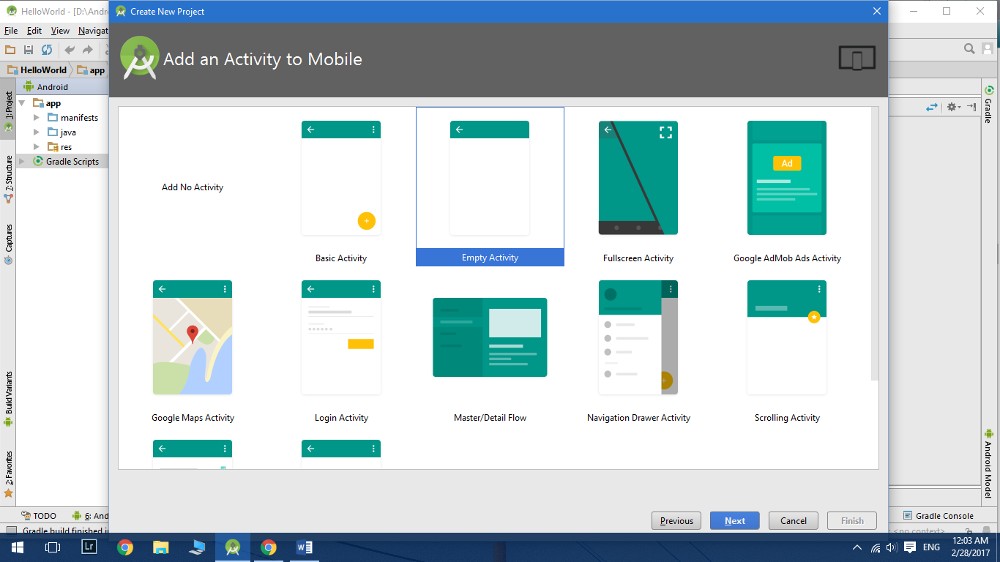 HelloWorld - [D:\Andro
Create New Project
File Edit View Navigat
Add an Activity to Mobile
HelloWorld app
Android
app
manifests
java
res
Gradle Scripts
1: Project
7: Structure
Captures
Build Variants
2: Favorites
Add No Activity
Basic Activity
Empty Activity
Fullscreen Activity
Ad
Google AdMob Ads Activity
Google Maps Activity
Login Activity
Master/Detail Flow
Navigation Drawer Activity
Scrolling Activity
Gradle
Android Model
Previous
Next
Cancel
Finish
TODO
6: And
Gradle Console
Gradle build finished i
: <no context>
Lr
W
ENG
12:03 AM
2/28/2017